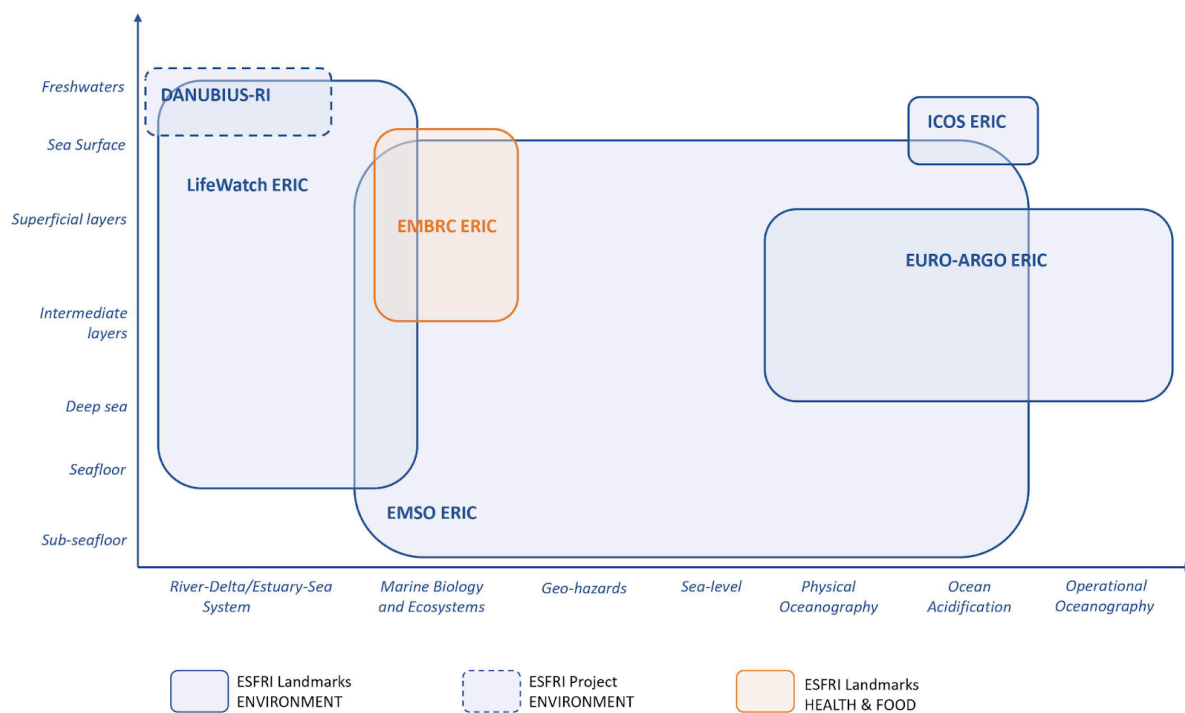 Freshwaters
Sea Surface
Superficial layers
Intermediate
layers
Deep sea
Seafloor
Sub-seafloor
DANUBIUS-RI
LifeWatch ERIC
EMBRC ERIC
ICOS ERIC
EURO-ARGO ERIC
EMSO ERIC
River-Delta/Estuary-Sea
System
Marine Biology
and Ecosystems
Geo-hazards
Sea-level
Physical
Oceanography
Ocean
Acidification
Operational
Oceanography
ESFRI Landmarks
ENVIRONMENT
ESFRI Project
ENVIRONMENT
ESFRI Landmarks
HEALTH & FOOD